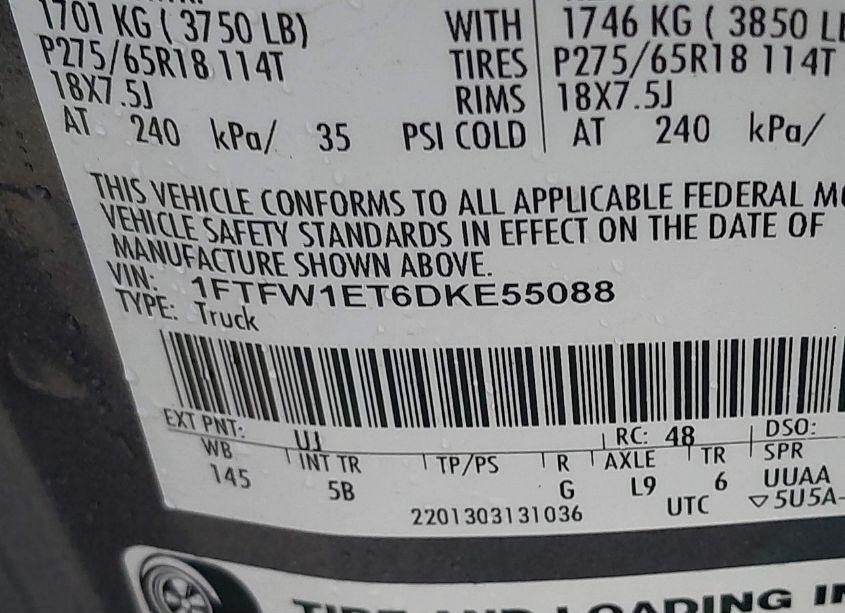 1701 KG ( 3750 LB) WITH 1746 KG ( 3850
P275/65R18 114T TIRES P275/65R18 114T
18X7.5J RIMS 18X7.5J
AT 240 kPa/ 35 PSI COLD AT 240 kPa/
THIS VEHICLE CONFORMS TO ALL APPLICABLE FEDERAL
VEHICLE SAFETY STANDARDS IN EFFECT ON THE DATE OF
MANUFACTURE SHOWN ABOVE.
VIN: 1FTFW1ET6DKE55088
TYPE: Truck
EXT PNT: UJ RC: 48 DSO:
WB INT TR TP/PS R AXLE TR SPR
145 5B G L9 6 UUAA
2201303131036 UTC ▽5U5A-
TIRE AND LOADING